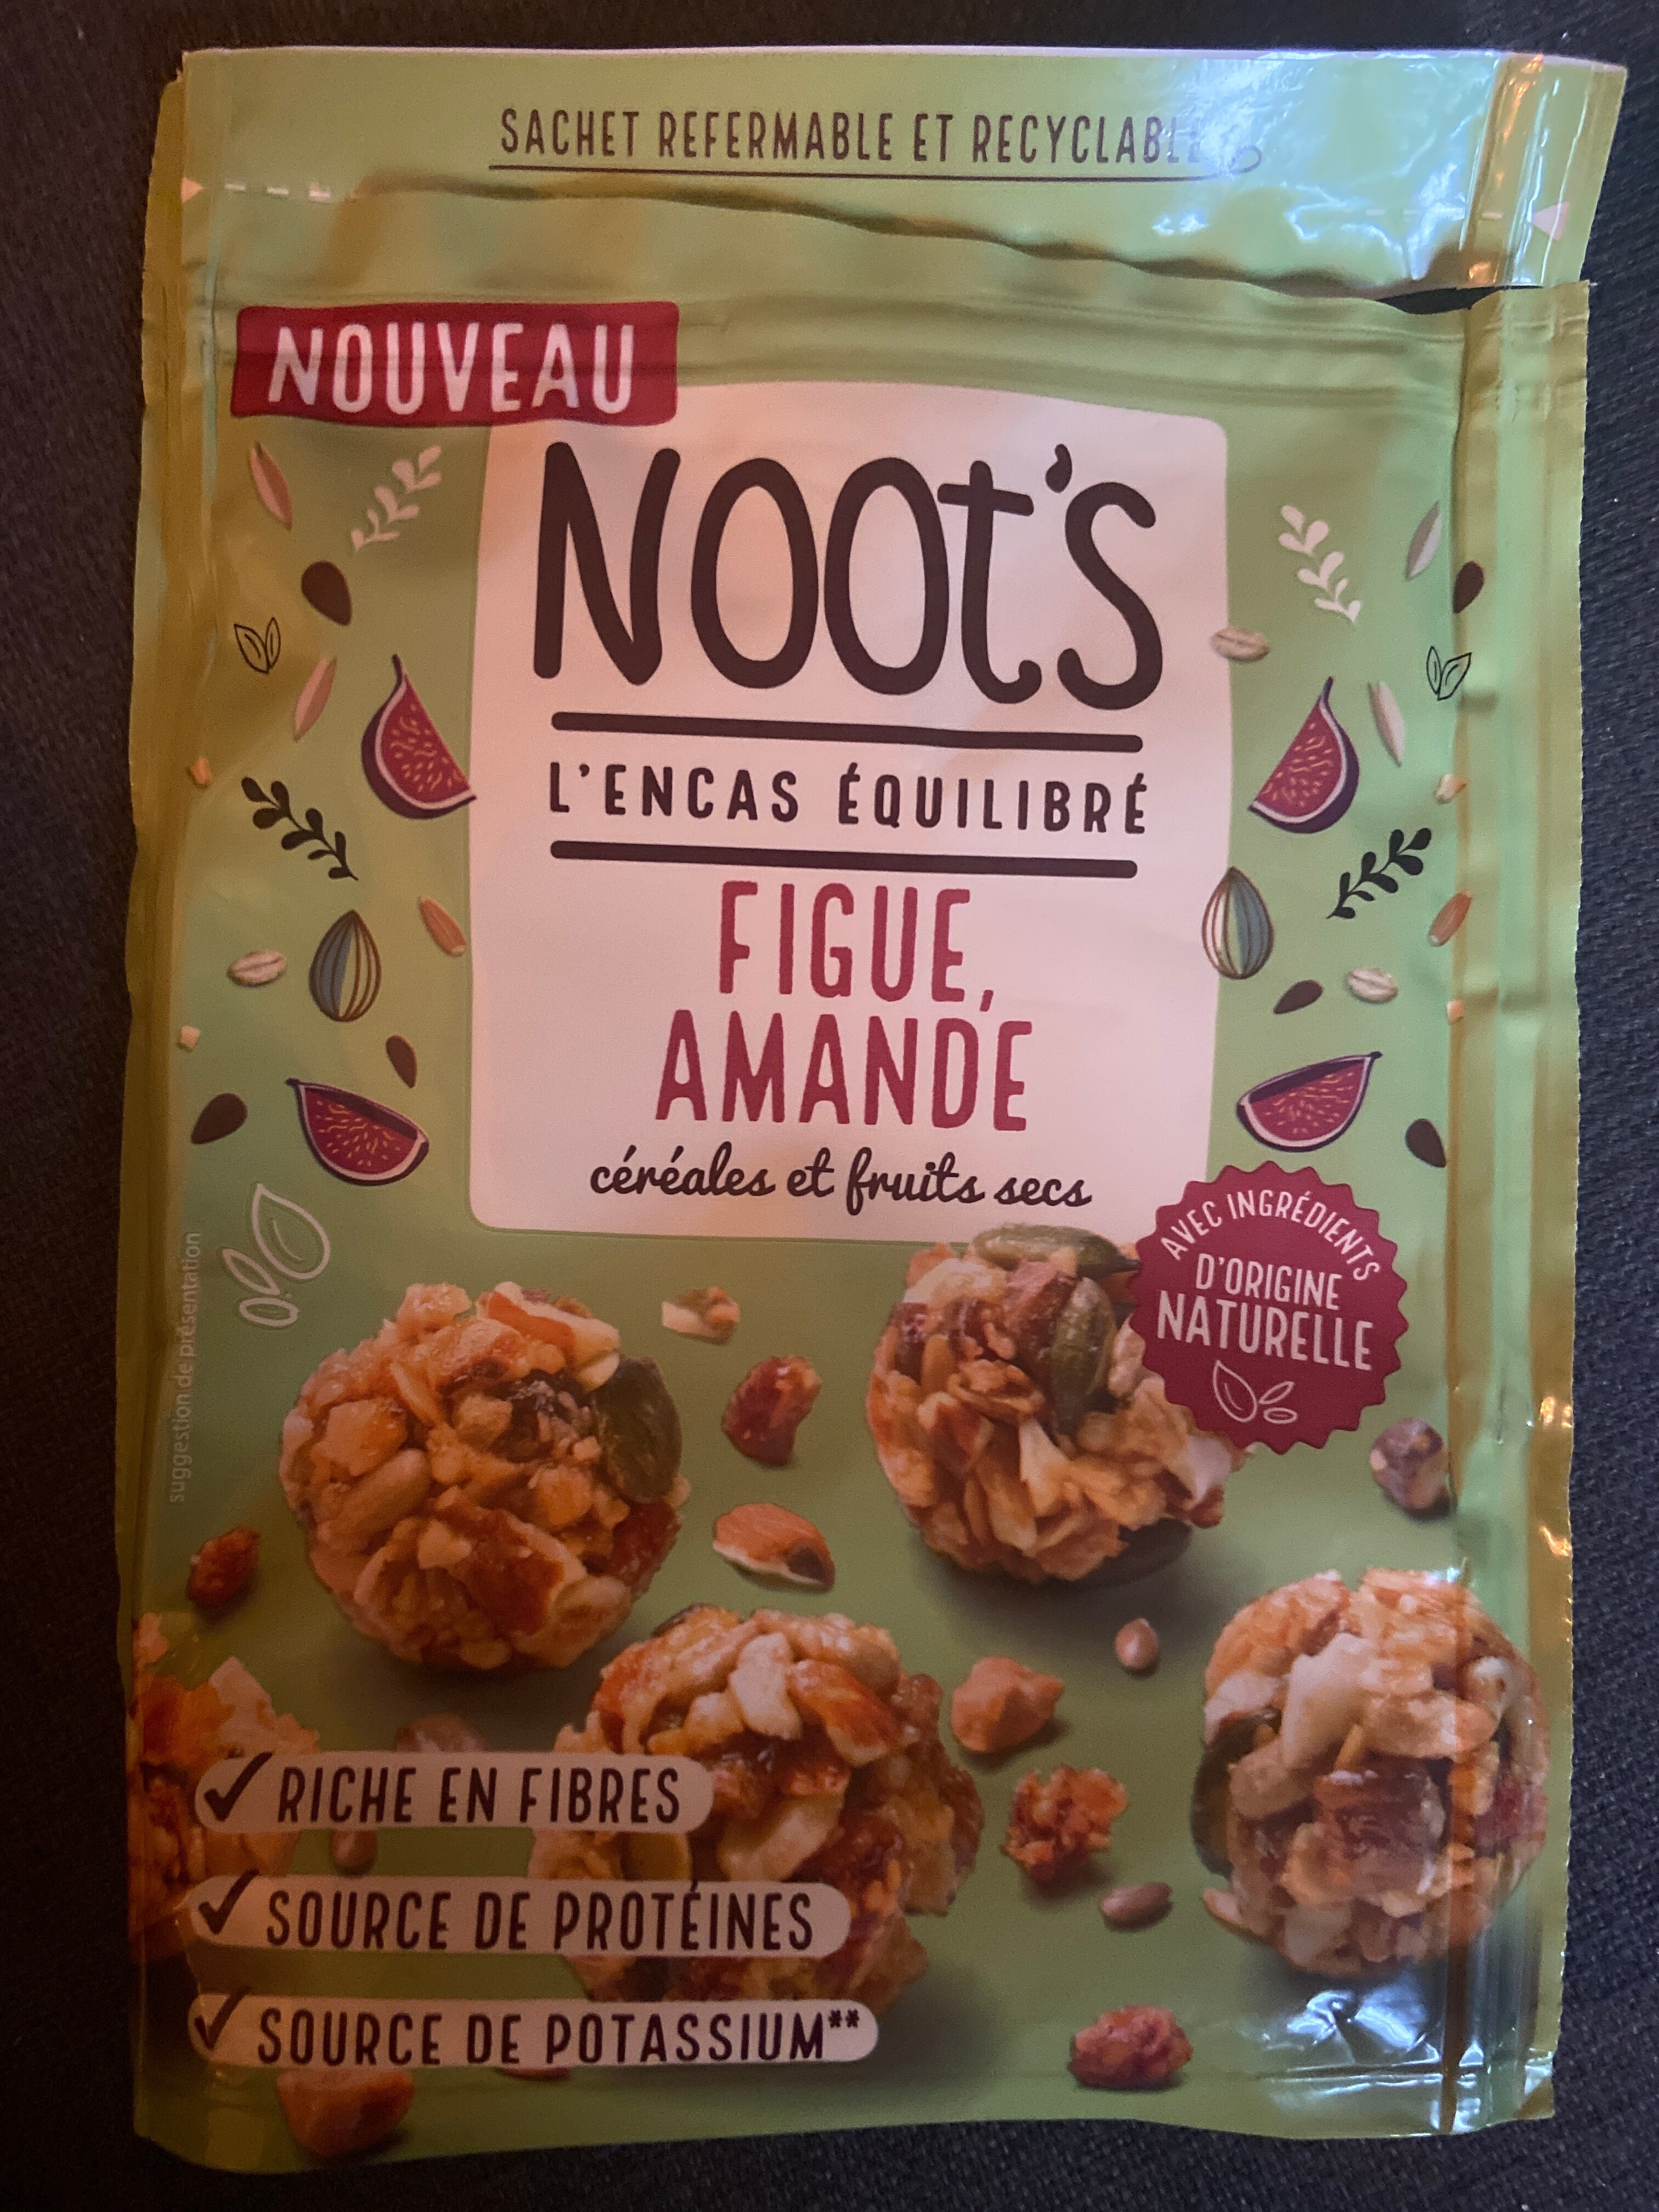 SACHET REFERMABLE ET RECYCLABLE
NOUVEAU
NOOt'S
L'ENCAS ÉQUILIBRÉ
FIGUE,
AMANDE
céréales et fruits secs
AVEC INGRÉDIENTS
D'ORIGINE
NATURELLE
suggestion de présentation
RICHE EN FIBRES
SOURCE DE PROTÉINES
SOURCE DE POTASSIUM**